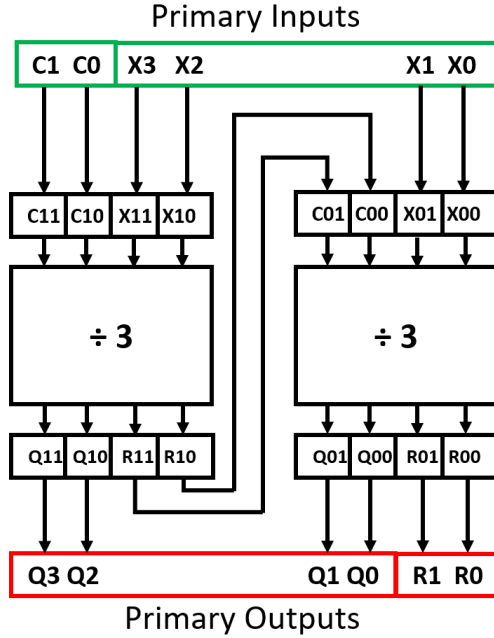 Primary Inputs
C1 C0 X3 X2 X1 X0
C11 C10 X11 X10 C01 C00 X01 X00
÷ 3 ÷ 3
Q11 Q10 R11 R10 Q01 Q00 R01 R00
Q3 Q2 Q1 Q0 R1 R0
Primary Outputs